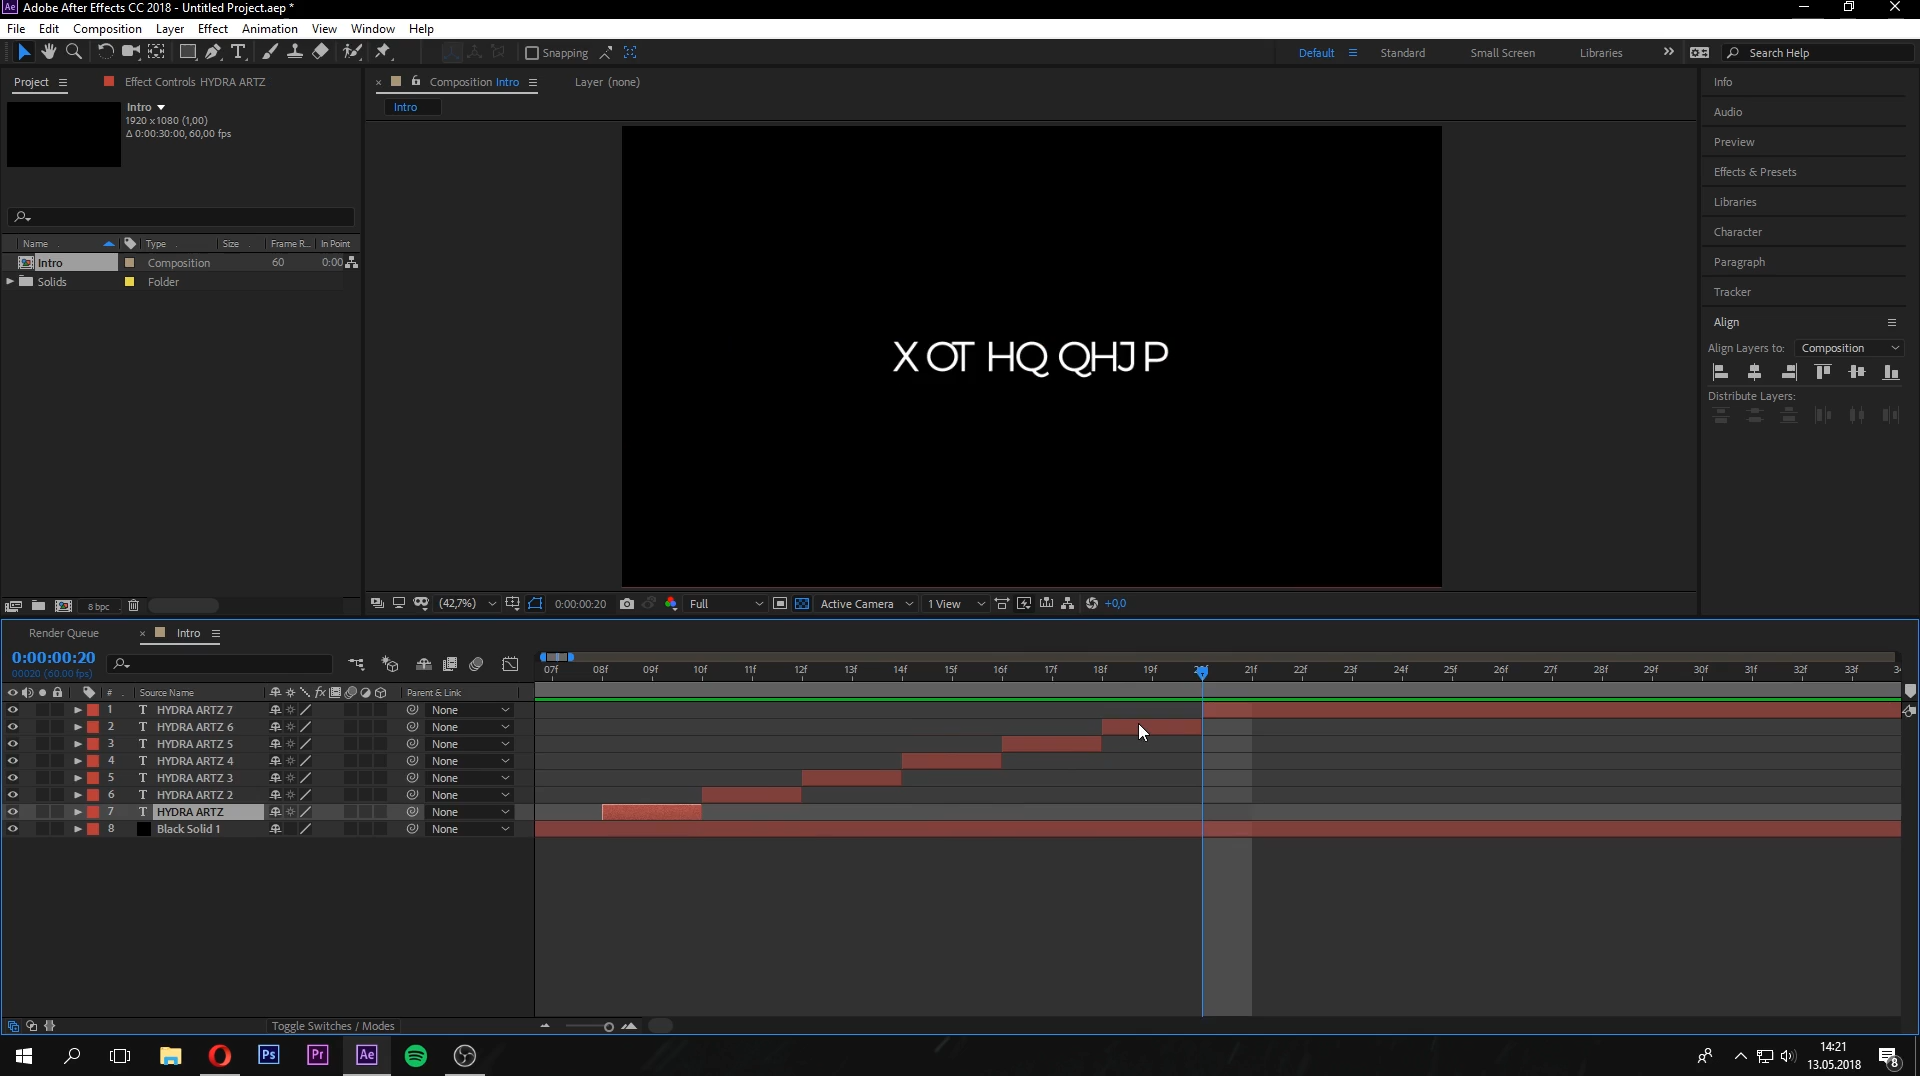 Adobe After Effects CC 2018 - Untitled Project.aep *
File Edit Composition Layer Effect Animation View Window Help
Snapping
Default Standard Small Screen Libraries Search Help
Project Effect Controls HYDRA ARTZ
Composition Intro Layer (none)
Intro
1920 x 1080 (1,00)
Δ 0:00:30:00, 60,00 fps
Intro
Name Type Size Frame R... In Point
Intro Composition 60 0:00
Solids Folder
X OT HQ QHJ P
Info
Audio
Preview
Effects & Presets
Libraries
Character
Paragraph
Tracker
Align
Align Layers to: Composition
Distribute Layers:
8 bpc
(42,7%) 0:00:00:20 Full Active Camera 1 View +0,0
Render Queue Intro
0:00:00:20
00020 (60.00 fps)
07f 08f 09f 10f 11f 12f 13f 14f 15f 16f 17f 18f 19f 21f 22f 23f 24f 25f 26f 27f 28f 29f 30f 31f 32f 33f
# Source Name fx Parent & Link
1 T HYDRA ARTZ 7 None
2 T HYDRA ARTZ 6 None
3 T HYDRA ARTZ 5 None
4 T HYDRA ARTZ 4 None
5 T HYDRA ARTZ 3 None
6 T HYDRA ARTZ 2 None
7 T HYDRA ARTZ None
8 Black Solid 1 None
Toggle Switches / Modes
Ps Pr Ae
14:21
13.05.2018
8